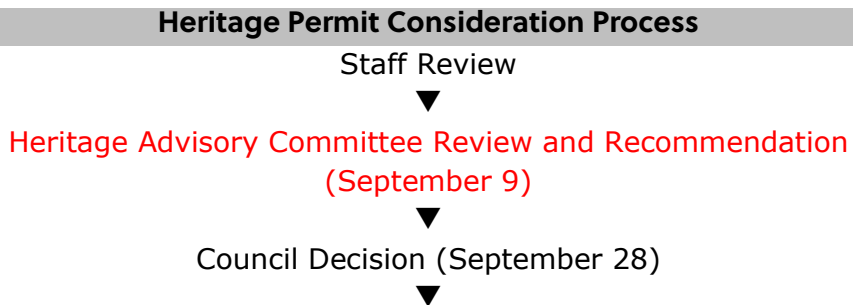 Heritage Permit Consideration Process
Staff Review
▼
Heritage Advisory Committee Review and Recommendation
(September 9)
▼
Council Decision (September 28)
▼